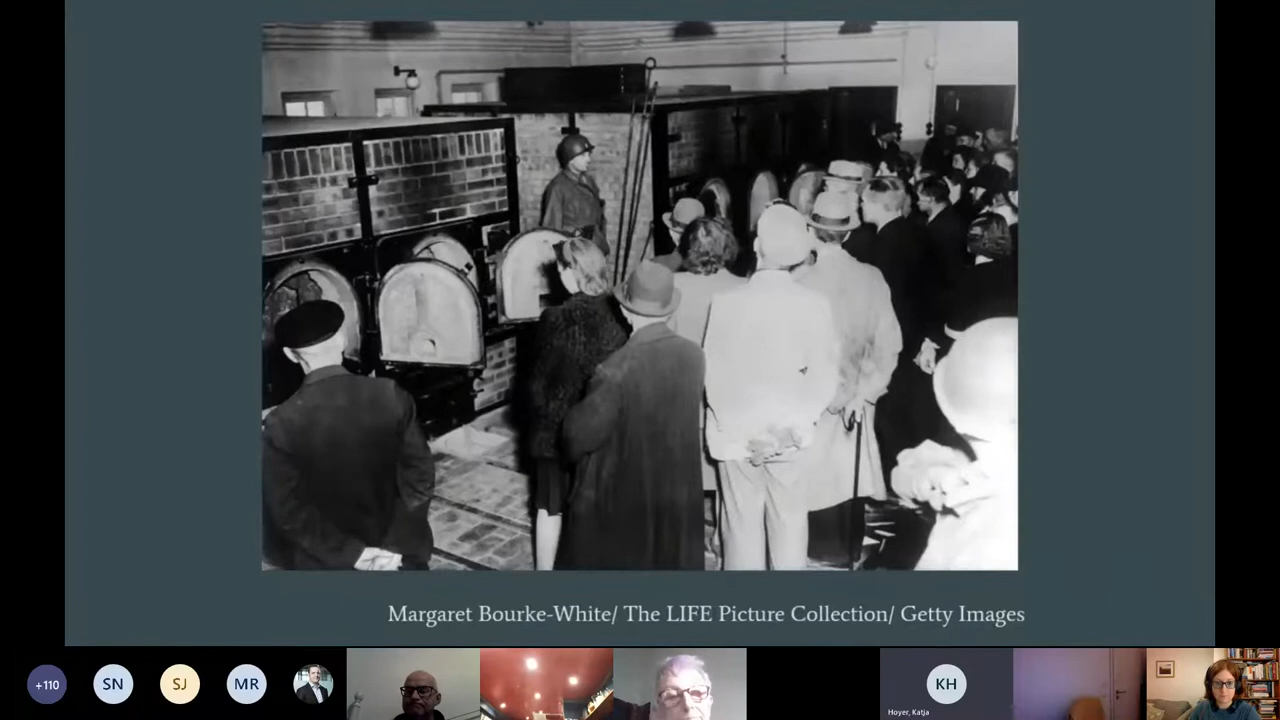 Margaret Bourke-White/ The LIFE Picture Collection/ Getty Images
+110
SN
SJ
MR
KH
Hoyer, Katja